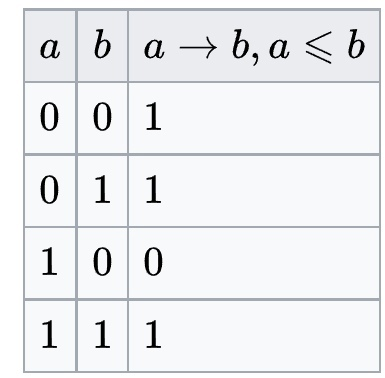 a b a → b, a ⩽ b
0 0 1
0 1 1
1 0 0
1 1 1